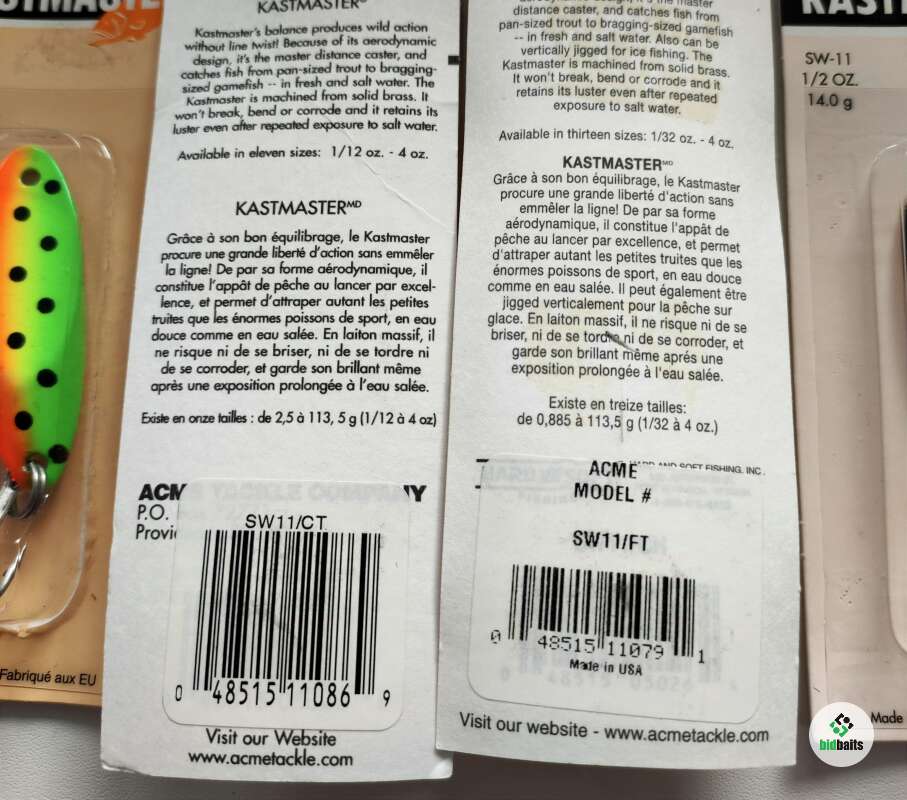 KASTMASTER
Kastmaster's balance produces wild action
without line twist! Because of its aerodynamic
design, it's the master distance caster, and
catches fish from pan-sized trout to bragging-
sized gamefish -- in fresh and salt water. The
Kastmaster is machined from solid brass. It
won't break, bend or corrode and it retains its
luster even after repeated exposure to salt water.
Available in eleven sizes: 1/12 oz. - 4 oz.
KASTMASTER MD
Grâce à son bon équilibrage, le Kastmaster
procure une grande liberté d'action sans emmêler
la ligne! De par sa forme aérodynamique, il
constitue l'appât de pêche au lancer par excel-
lence, et permet d'attraper autant les petites
truites que les énormes poissons de sport, en eau
douce comme en eau salée. En laiton massif, il
ne risque ni de se briser, ni de se tordre ni
de se corroder, et garde son brillant même
après une exposition prolongée à l'eau salée.
Existe en onze tailles : de 2,5 à 113, 5 g (1/12 à 4 oz)
P.O.
SW11/CT
0 48515 11086 9
Visit our Website
www.acmetackle.com
Fabriqué aux EU
distance caster, and catches fish from
pan-sized trout to bragging-sized gamefish
-- in fresh and salt water. Also can be
vertically jigged for ice fishing. The
Kastmaster is machined from solid brass.
It won't break, bend or corrode and it
retains its luster even after repeated
exposure to salt water.
Available in thirteen sizes: 1/32 oz. - 4 oz.
KASTMASTER MD
Grâce à son bon équilibrage, le Kastmaster
procure une grande liberté d'action sans
emmêler la ligne! De par sa forme
aérodynamique, il constitue l'appât de
pêche au lancer par excellence, et permet
d'attraper autant les petites truites que les
énormes poissons de sport, en eau douce
comme en eau salée. Il peut également être
jigged verticalement pour la pêche sur
glace. En laiton massif, il ne risque ni de se
briser, ni de se tordre ni de se corroder, et
garde son brillant même aprés une
exposition prolongée à l'eau salée.
Existe en treize tailles:
de 0,885 à 113,5 g (1/32 à 4 oz.)
HARD AND SOFT FISHING, INC.
ACME
MODEL #
SW11/FT
0 48515 11079 1
Made in USA
Visit our website - www.acmetackle.com
SW-11
1/2 OZ.
14.0 g
Made
bidbaits